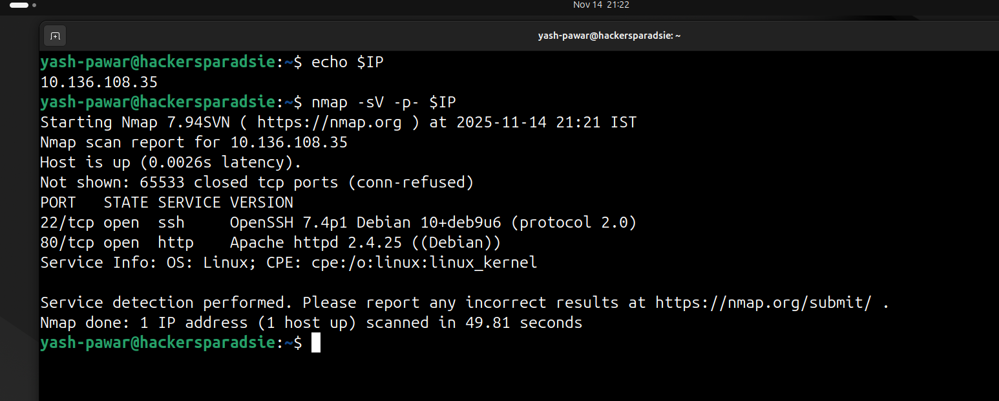 Nov 14 21:22
yash-pawar@hackersparadsie: ~
yash-pawar@hackersparadsie:~$ echo $IP
10.136.108.35
yash-pawar@hackersparadsie:~$ nmap -sV -p- $IP
Starting Nmap 7.94SVN ( https://nmap.org ) at 2025-11-14 21:21 IST
Nmap scan report for 10.136.108.35
Host is up (0.0026s latency).
Not shown: 65533 closed tcp ports (conn-refused)
PORT   STATE SERVICE VERSION
22/tcp open  ssh     OpenSSH 7.4p1 Debian 10+deb9u6 (protocol 2.0)
80/tcp open  http    Apache httpd 2.4.25 ((Debian))
Service Info: OS: Linux; CPE: cpe:/o:linux:linux_kernel
Service detection performed. Please report any incorrect results at https://nmap.org/submit/ .
Nmap done: 1 IP address (1 host up) scanned in 49.81 seconds
yash-pawar@hackersparadsie:~$